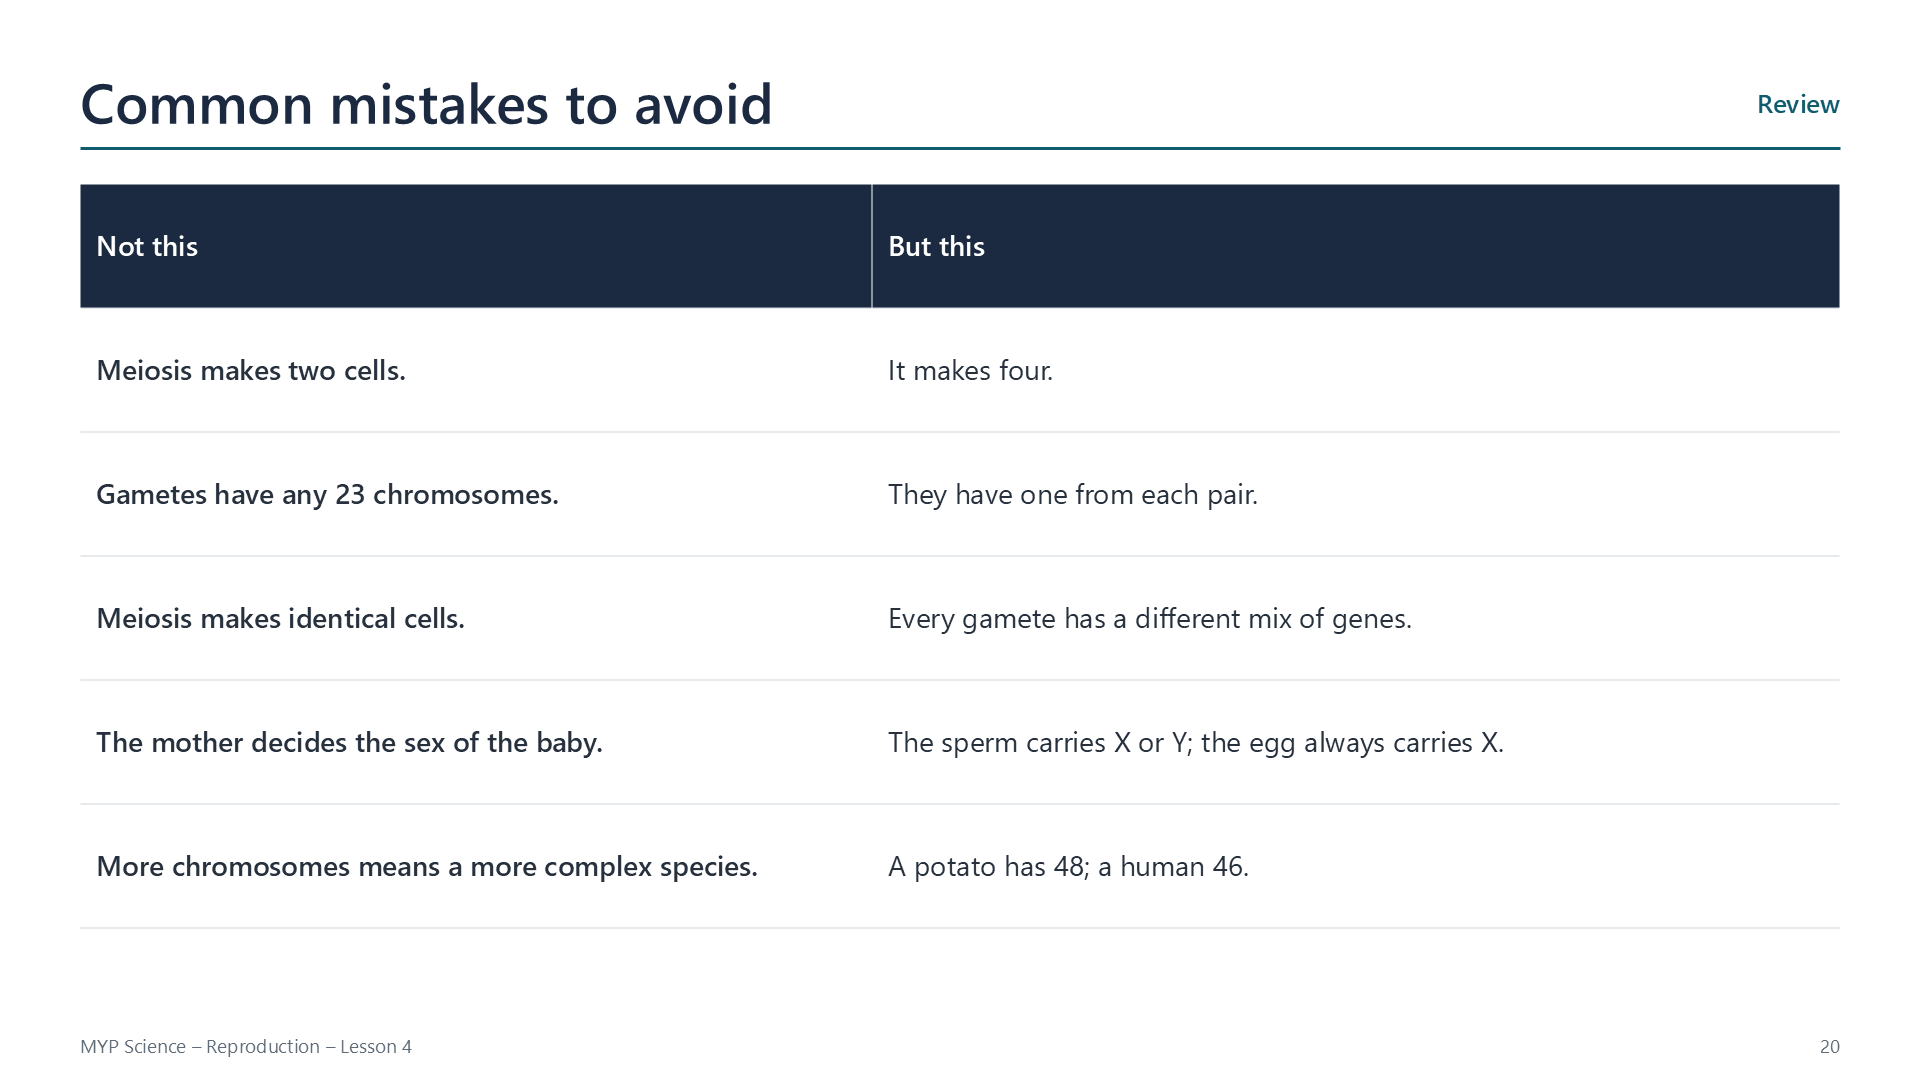 Common mistakes to avoid
Review
Not this
But this
Meiosis makes two cells.
It makes four.
Gametes have any 23 chromosomes.
They have one from each pair.
Meiosis makes identical cells.
Every gamete has a different mix of genes.
The mother decides the sex of the baby.
The sperm carries X or Y; the egg always carries X.
More chromosomes means a more complex species.
A potato has 48; a human 46.
MYP Science – Reproduction – Lesson 4
20